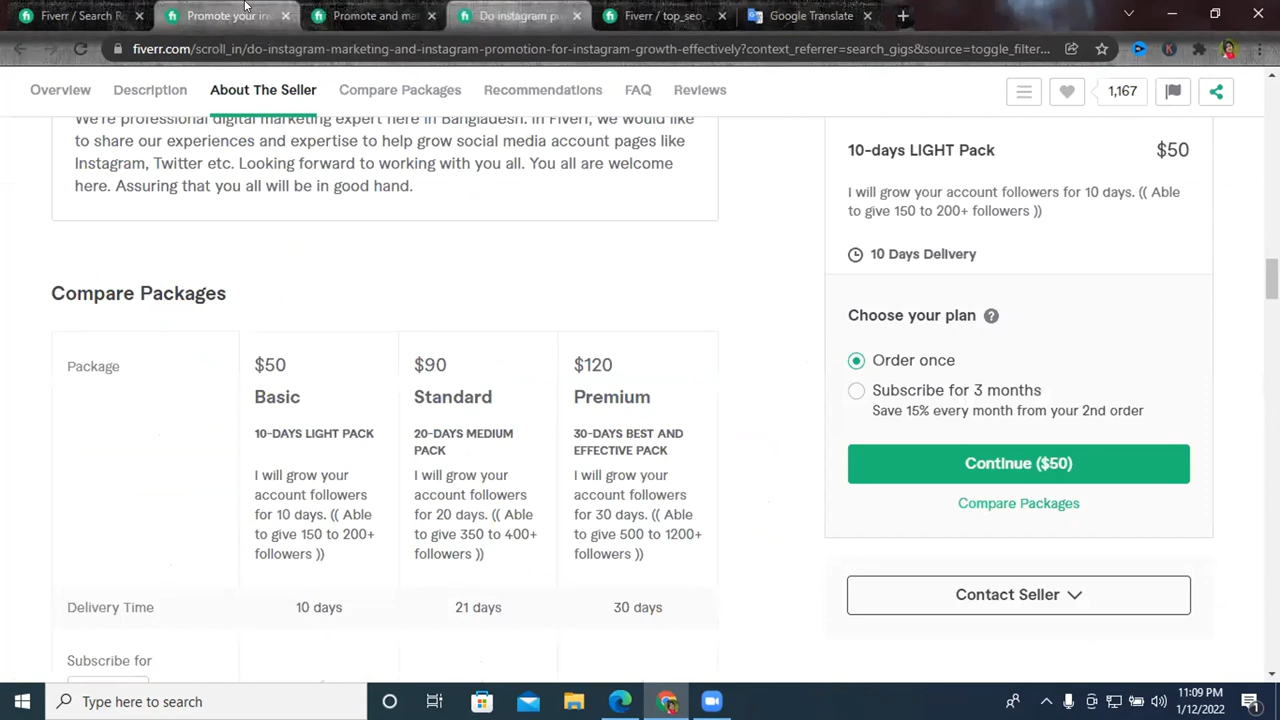 Fiverr / Search R
Promote your in
Promote and ma
Do instagram p
Fiverr / top_seo_
Google Translate
fiverr.com/scroll_in/do-instagram-marketing-and-instagram-promotion-for-instagram-growth-effectively?context_referrer=search_gigs&source=toggle_filter...
Overview Description About The Seller Compare Packages Recommendations FAQ Reviews
1,167
We're professional digital marketing expert here in Bangladesh. In Fiverr, we would like
to share our experiences and expertise to help grow social media account pages like
Instagram, Twitter etc. Looking forward to working with you all. You all are welcome
here. Assuring that you all will be in good hand.
10-days LIGHT Pack $50
I will grow your account followers for 10 days. (( Able
to give 150 to 200+ followers ))
10 Days Delivery
Choose your plan ?
Order once
Subscribe for 3 months
Save 15% every month from your 2nd order
Continue ($50)
Compare Packages
Contact Seller
Compare Packages
Package
$50
Basic
10-DAYS LIGHT PACK
I will grow your
account followers
for 10 days. (( Able
to give 150 to 200+
followers ))
$90
Standard
20-DAYS MEDIUM
PACK
I will grow your
account followers
for 20 days. (( Able
to give 350 to 400+
followers ))
$120
Premium
30-DAYS BEST AND
EFFECTIVE PACK
I will grow your
account followers
for 30 days. (( Able
to give 500 to 1200+
followers ))
Delivery Time 10 days 21 days 30 days
Subscribe for
Type here to search
11:09 PM
1/12/2022
1